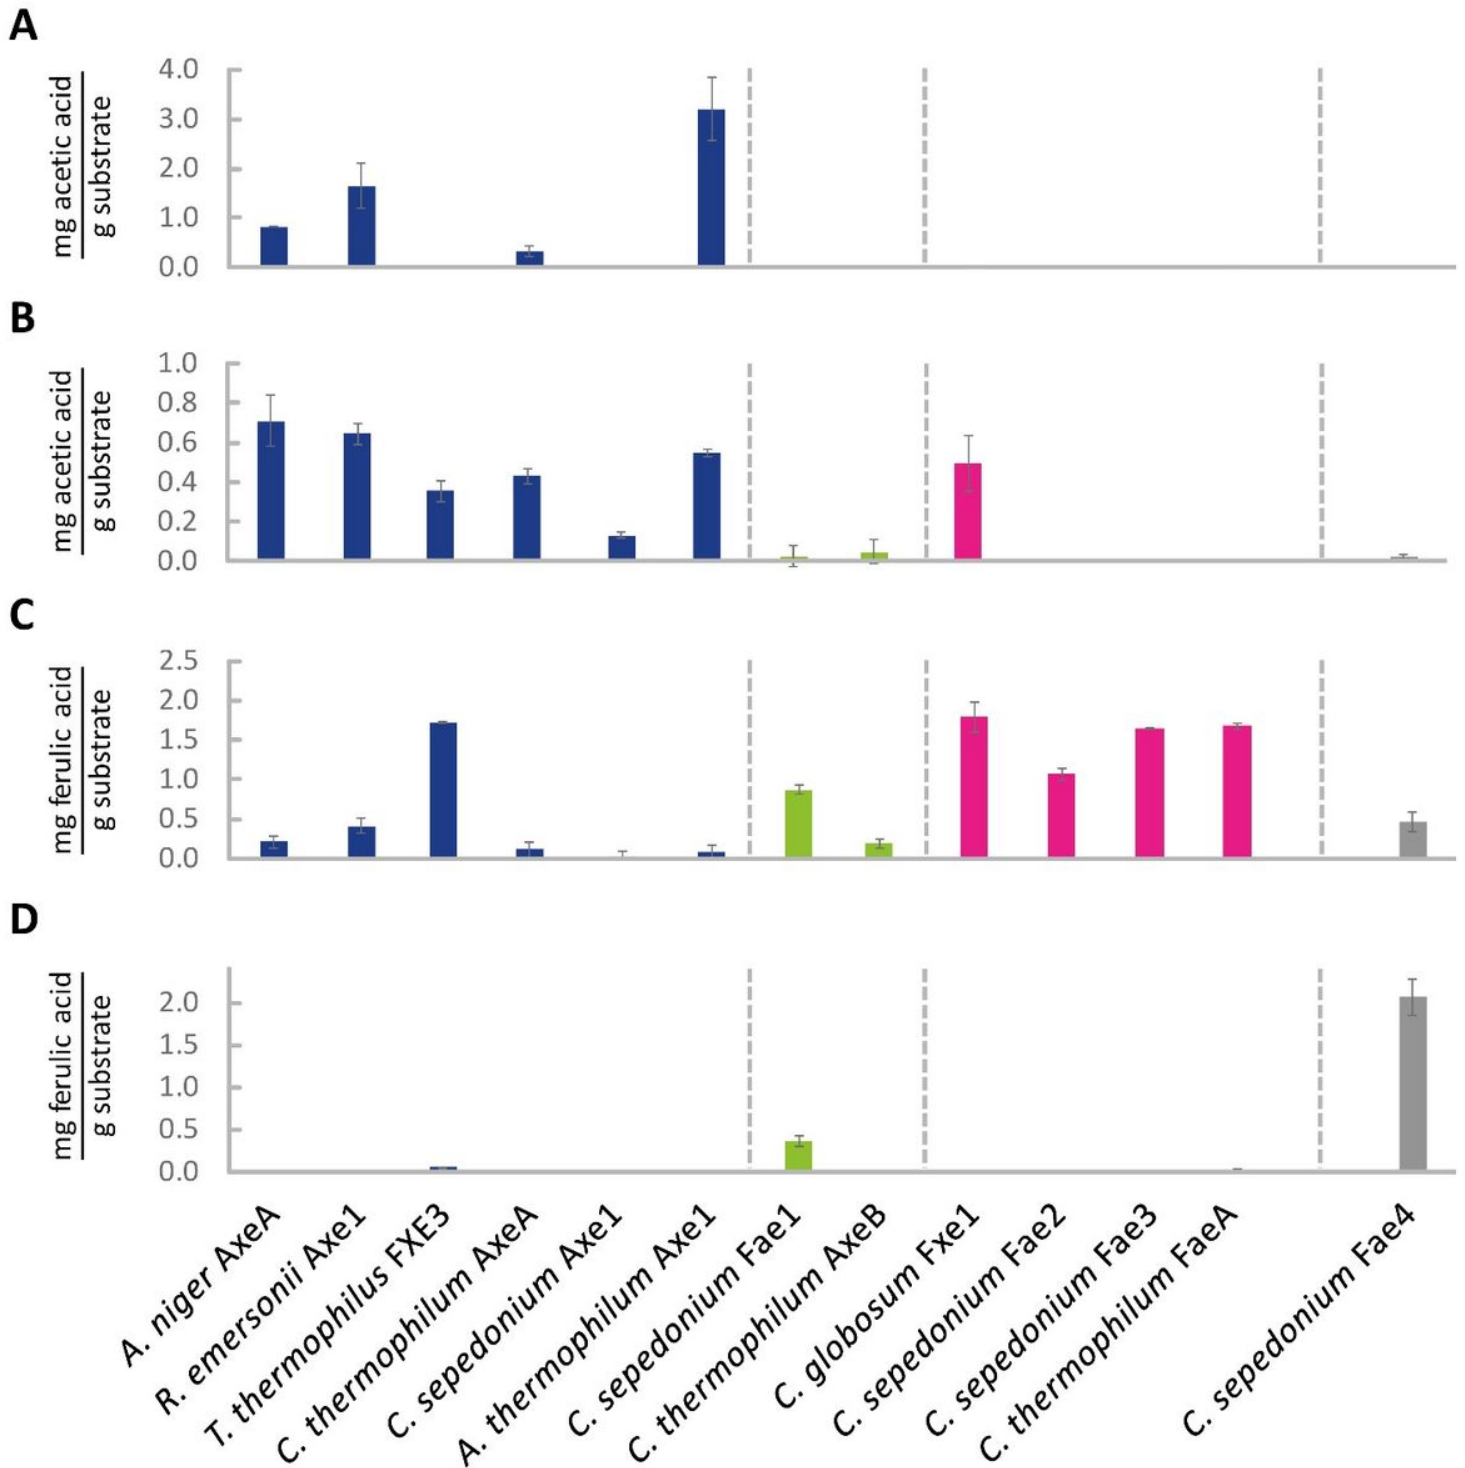 A
mg acetic acid
g substrate
4.0
3.0
2.0
1.0
0.0
B
mg acetic acid
g substrate
1.0
0.8
0.6
0.4
0.2
0.0
C
mg ferulic acid
g substrate
2.5
2.0
1.5
1.0
0.5
0.0
D
mg ferulic acid
g substrate
2.0
1.5
1.0
0.5
0.0
A. niger AxeA
R. emersonii Axe1
T. thermophilus FXE3
C. thermophilum AxeA
C. sepedonium Axe1
A. thermophilum Axe1
C. sepedonium Fae1
C. thermophilum AxeB
C. globosum Fxe1
C. sepedonium Fae2
C. sepedonium Fae3
C. thermophilum FaeA
C. sepedonium Fae4